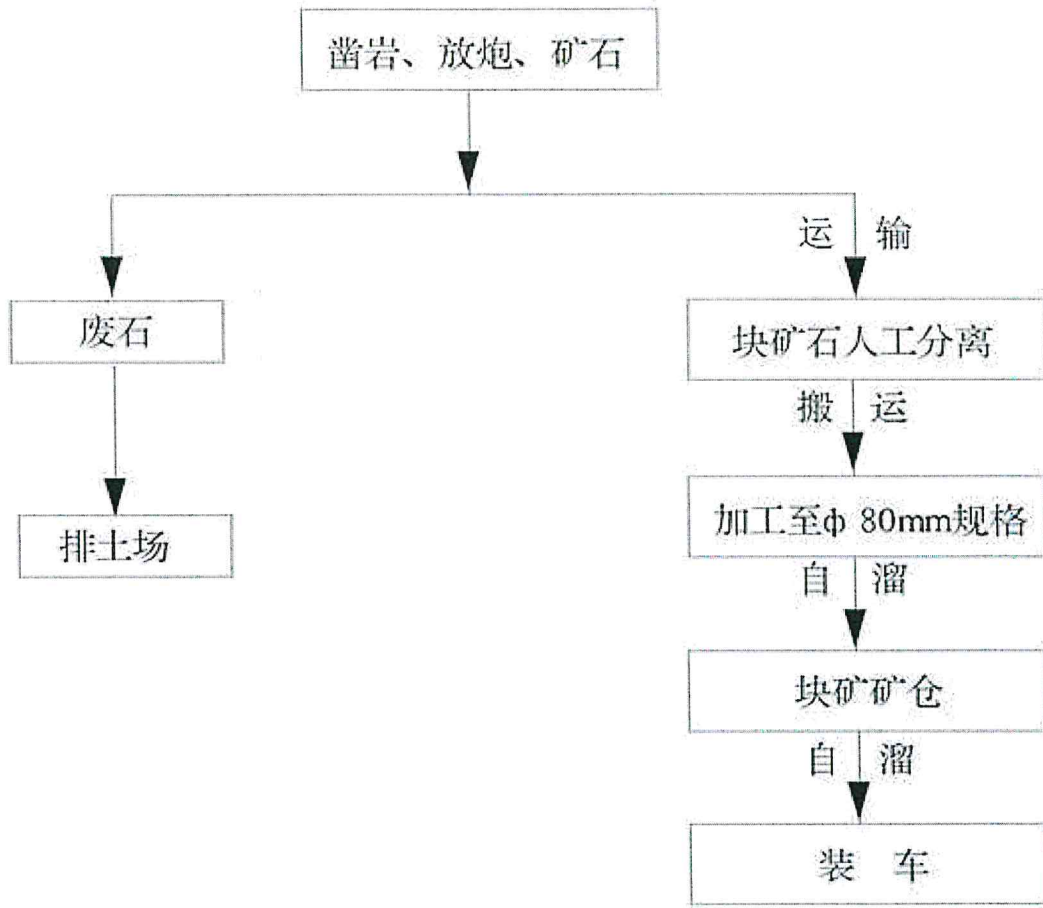 凿岩、放炮、矿石
运 输
废石
块矿石人工分离
搬 运
加工至ф 80mm规格
排土场
自 溜
块矿矿仓
自 溜
装 车